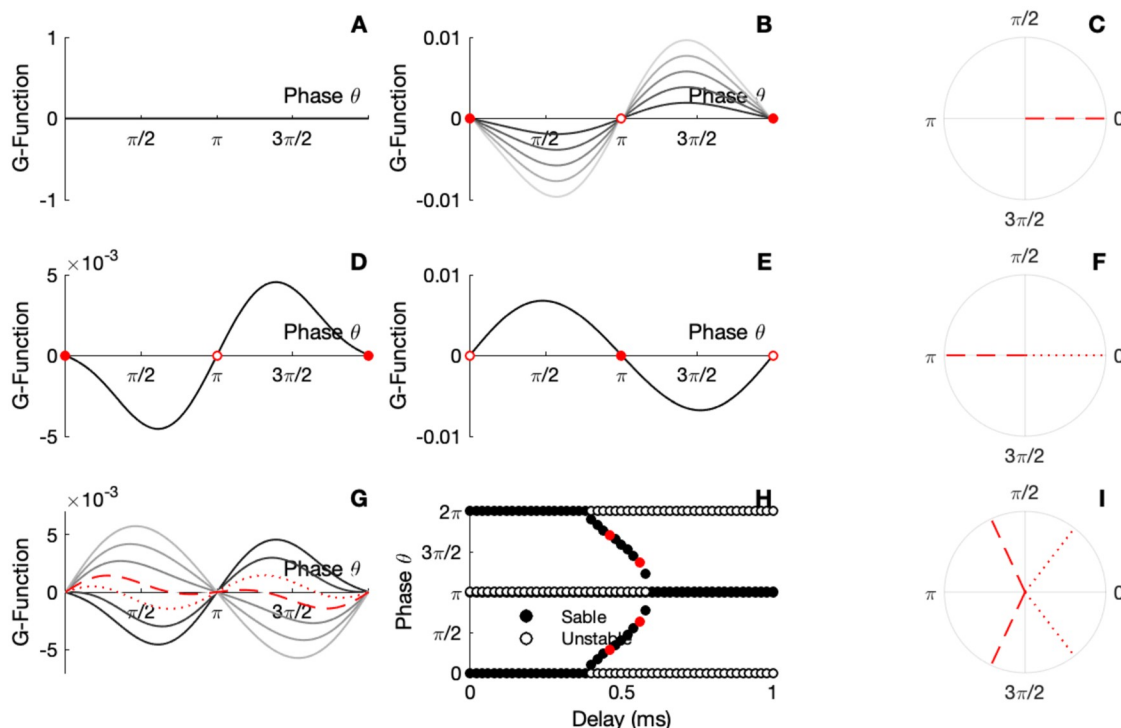 A
1
0
-1
G-Function
Phase θ
π/2
π
3π/2
B
0.01
0
-0.01
G-Function
Phase θ
π/2
π
3π/2
C
π/2
π
0
3π/2
D
×10⁻³
5
0
-5
G-Function
Phase θ
π/2
π
3π/2
E
0.01
0
-0.01
G-Function
Phase θ
π/2
π
3π/2
F
π/2
π
0
3π/2
G
×10⁻³
5
0
-5
G-Function
Phase θ
π/2
π
3π/2
H
2π
3π/2
π
π/2
0
Phase θ
Sable
Unstable
0
0.5
1
Delay (ms)
I
π/2
π
0
3π/2